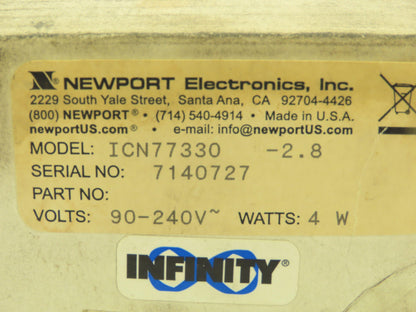 N NEWPORT Electronics, Inc.
2229 South Yale Street, Santa Ana, CA 92704-4426
(800) NEWPORT® • (714) 540-4914 • Made in U.S.A.
newportUS.com® • e-mail: info@newportUS.com
MODEL: ICN77330 -2.8
SERIAL NO: 7140727
PART NO:
VOLTS: 90-240V~ WATTS: 4 W
INFINITY®